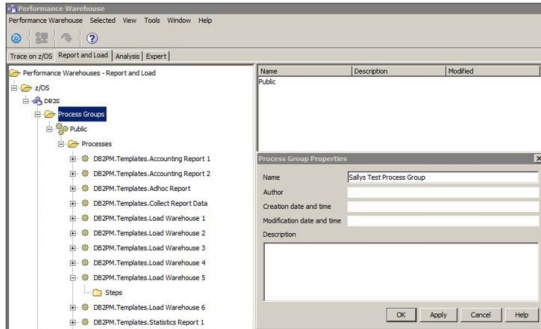 Performance Warehouse
Performance Warehouse Selected View Tools Window Help
Trace on z/OS Report and Load Analysis Expert
Performance Warehouses - Report and Load
z/OS
DB2S
Process Groups
Public
Processes
DB2PM.Templates.Accounting Report 1
DB2PM.Templates.Accounting Report 2
DB2PM.Templates.Adhoc Report
DB2PM.Templates.Collect Report Data
DB2PM.Templates.Load Warehouse 1
DB2PM.Templates.Load Warehouse 2
DB2PM.Templates.Load Warehouse 3
DB2PM.Templates.Load Warehouse 4
DB2PM.Templates.Load Warehouse 5
Steps
DB2PM.Templates.Load Warehouse 6
DB2PM.Templates.Statistics Report 1
Name Description Modified
Public
Process Group Properties
Name Sallys Test Process Group
Author
Creation date and time
Modification date and time
Description
OK Apply Cancel Help